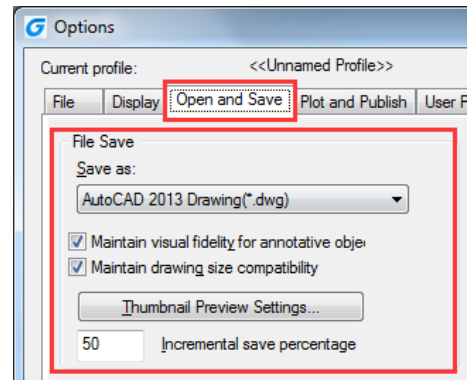 Options
Current profile: <<Unnamed Profile>>
File Display Open and Save Plot and Publish User P
File Save
Save as:
AutoCAD 2013 Drawing(*.dwg)
Maintain visual fidelity for annotative obje
Maintain drawing size compatibility
Thumbnail Preview Settings...
50 Incremental save percentage